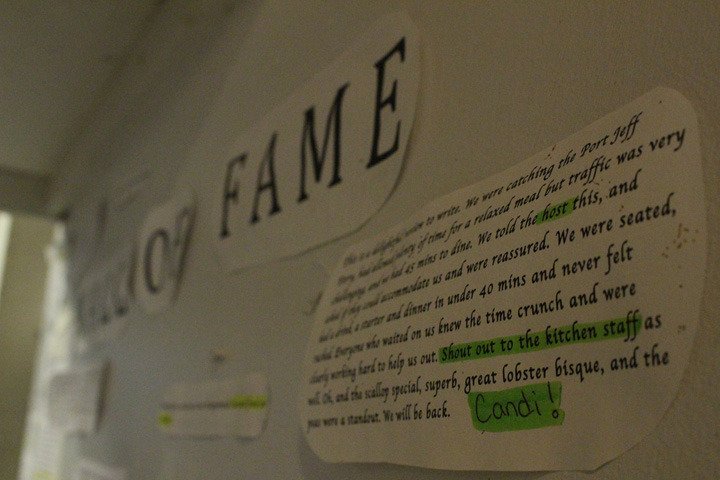 OF
FAME
This is a delightful review to write. We were catching the Port Jeff
ferry, had allowed plenty of time for a relaxed meal but traffic was very
challenging, and we had 45 mins to dine. We told the host this, and
asked if they could accommodate us and were reassured. We were seated,
had a drink, a starter and dinner in under 40 mins and never felt
rushed. Everyone who waited on us knew the time crunch and were
clearly working hard to help us out. Shout out to the kitchen staff as
well. Oh, and the scallop special, superb, great lobster bisque, and the
peas were a standout. We will be back.
Candi!